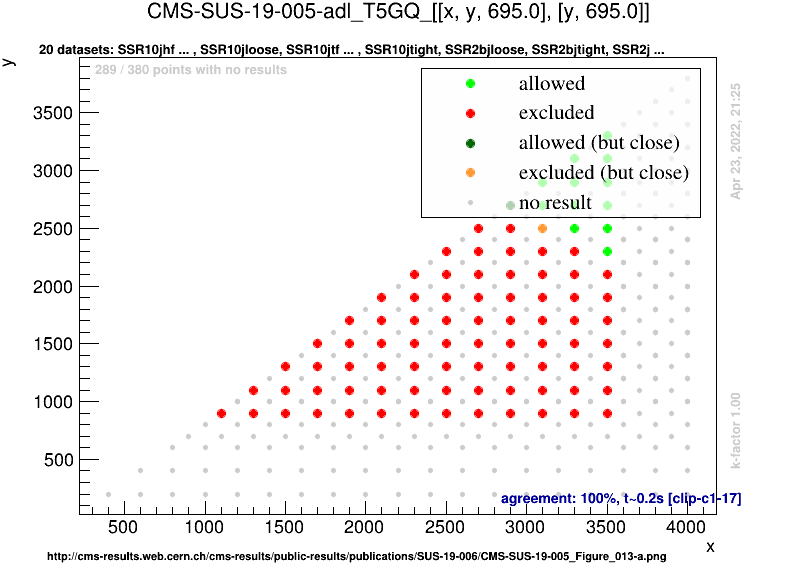 CMS-SUS-19-005-adl_T5GQ_[[x, y, 695.0], [y, 695.0]]
20 datasets: SSR10jhf ... , SSR10jloose, SSR10jtf ... , SSR10jtight, SSR2bjloose, SSR2bjtight, SSR2j ...
y
289 / 380 points with no results
allowed
excluded
allowed (but close)
excluded (but close)
no result
Apr 23, 2022, 21:25
k-factor 1.00
3500
3000
2500
2000
1500
1000
500
agreement: 100%, t~0.2s [clip-c1-17]
500 1000 1500 2000 2500 3000 3500 4000
x
http://cms-results.web.cern.ch/cms-results/public-results/publications/SUS-19-006/CMS-SUS-19-005_Figure_013-a.png